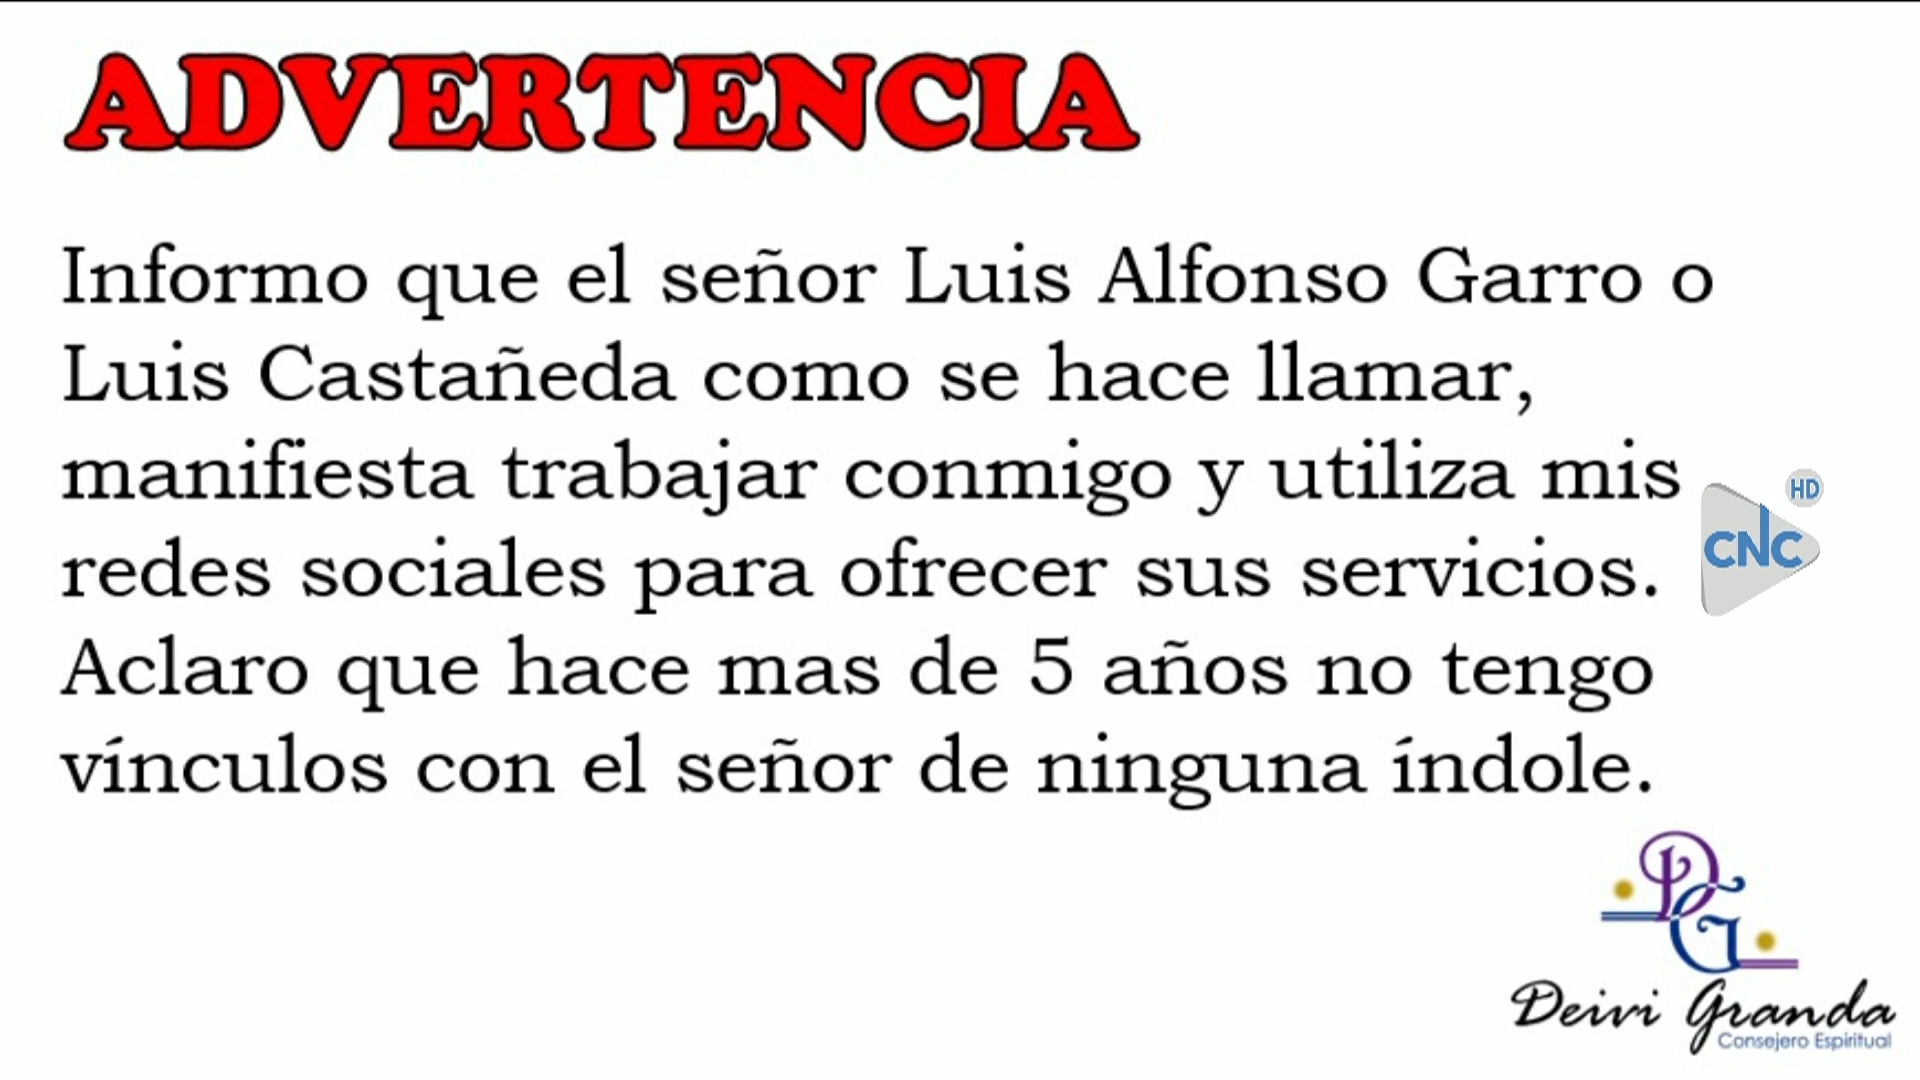 ADVERTENCIA
Informo que el señor Luis Alfonso Garro o
Luis Castañeda como se hace llamar,
manifiesta trabajar conmigo y utiliza mis
redes sociales para ofrecer sus servicios.
Aclaro que hace mas de 5 años no tengo
vínculos con el señor de ninguna índole.
HD
CNC
DG
Deivi Granda
Consejero Espiritual